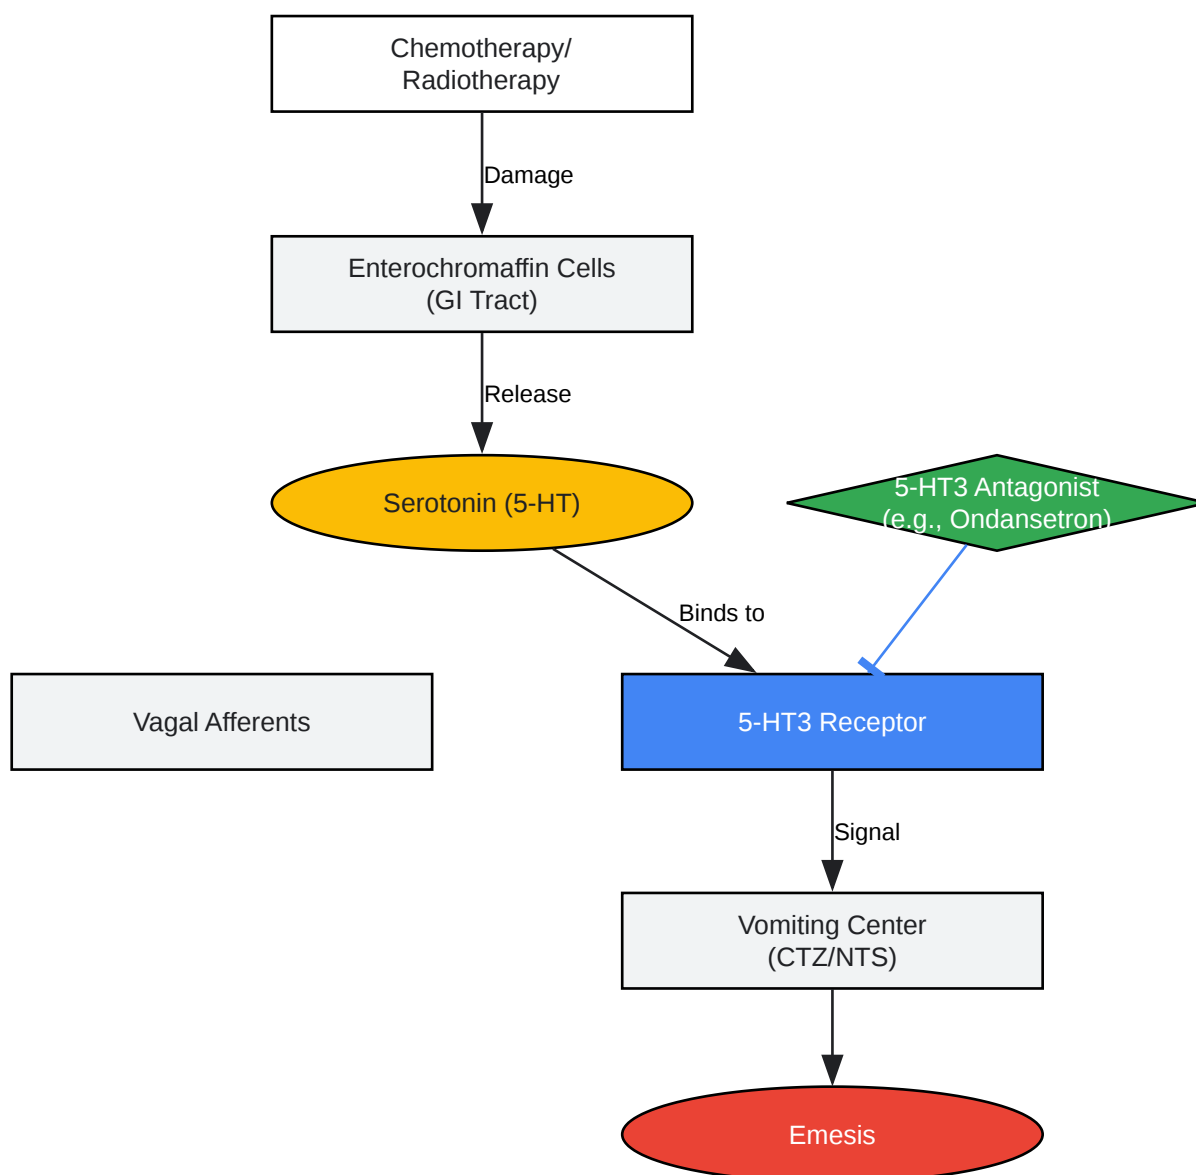 Chemotherapy/
Radiotherapy
Damage
Enterochromaffin Cells
(GI Tract)
Release
Serotonin (5-HT)
5-HT3 Antagonist
(e.g., Ondansetron)
Binds to
Vagal Afferents
5-HT3 Receptor
Signal
Vomiting Center
(CTZ/NTS)
Emesis